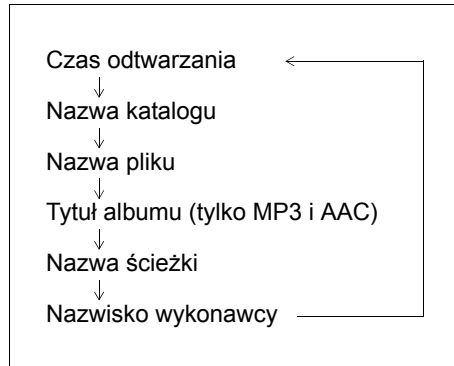 Czas odtwarzania
Nazwa katalogu
Nazwa pliku
Tytuł albumu (tylko MP3 i AAC)
Nazwa ścieżki
Nazwisko wykonawcy